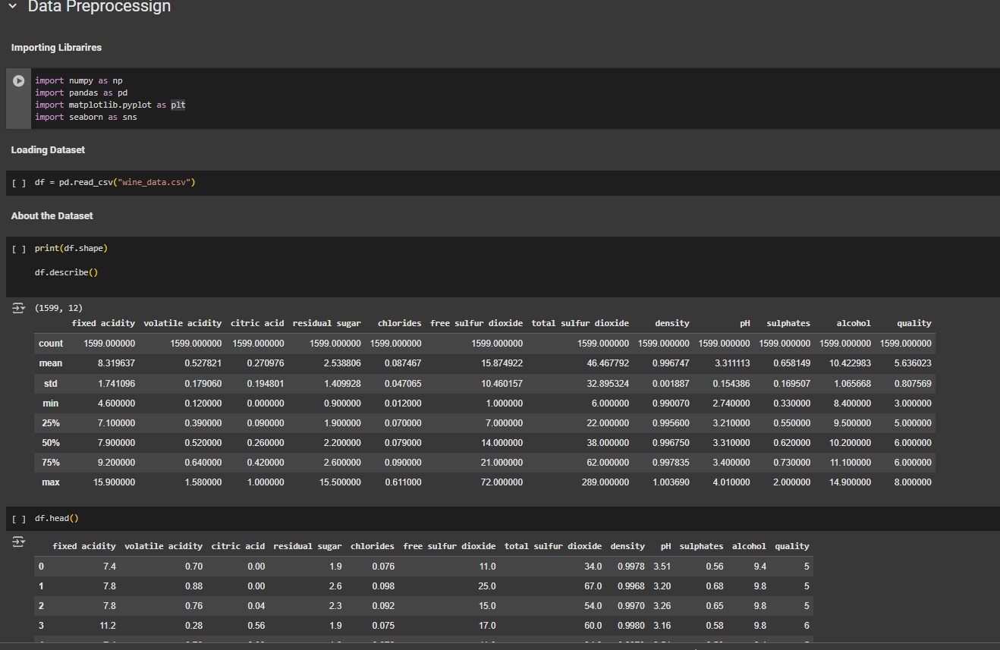 Data Preprocessign
Importing Librarires
import numpy as np
import pandas as pd
import matplotlib.pyplot as plt
import seaborn as sns
Loading Dataset
[ ] df = pd.read_csv("wine_data.csv")
About the Dataset
[ ] print(df.shape)
df.describe()
(1599, 12)
fixed acidity volatile acidity citric acid residual sugar chlorides free sulfur dioxide total sulfur dioxide density pH sulphates alcohol quality
count 1599.000000 1599.000000 1599.000000 1599.000000 1599.000000 1599.000000 1599.000000 1599.000000 1599.000000 1599.000000 1599.000000 1599.000000
mean 8.319637 0.527821 0.270976 2.538806 0.087467 15.874922 46.467792 0.996747 3.311113 0.658149 10.422983 5.636023
std 1.741096 0.179060 0.194801 1.409928 0.047065 10.460157 32.895324 0.001887 0.154386 0.169507 1.065668 0.807569
min 4.600000 0.120000 0.000000 0.900000 0.012000 1.000000 6.000000 0.990070 2.740000 0.330000 8.400000 3.000000
25% 7.100000 0.390000 0.090000 1.900000 0.070000 7.000000 22.000000 0.995600 3.210000 0.550000 9.500000 5.000000
50% 7.900000 0.520000 0.260000 2.200000 0.079000 14.000000 38.000000 0.996750 3.310000 0.620000 10.200000 6.000000
75% 9.200000 0.640000 0.420000 2.600000 0.090000 21.000000 62.000000 0.997835 3.400000 0.730000 11.100000 6.000000
max 15.900000 1.580000 1.000000 15.500000 0.611000 72.000000 289.000000 1.003690 4.010000 2.000000 14.900000 8.000000
[ ] df.head()
fixed acidity volatile acidity citric acid residual sugar chlorides free sulfur dioxide total sulfur dioxide density pH sulphates alcohol quality
0 7.4 0.70 0.00 1.9 0.076 11.0 34.0 0.9978 3.51 0.56 9.4 5
1 7.8 0.88 0.00 2.6 0.098 25.0 67.0 0.9968 3.20 0.68 9.8 5
2 7.8 0.76 0.04 2.3 0.092 15.0 54.0 0.9970 3.26 0.65 9.8 5
3 11.2 0.28 0.56 1.9 0.075 17.0 60.0 0.9980 3.16 0.58 9.8 6